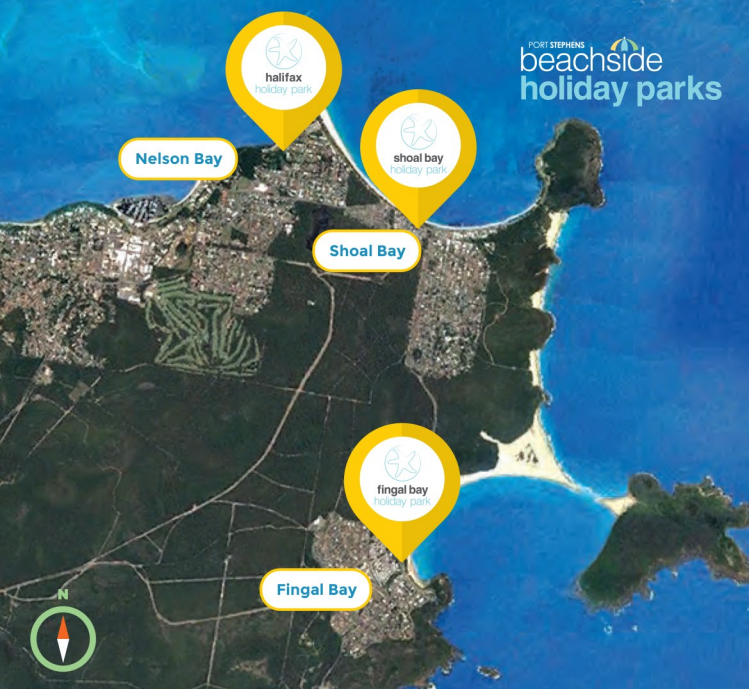 PORT STEPHENS
beachside
holiday parks
halifax
holiday park
shoal bay
holiday park
Nelson Bay
Shoal Bay
fingal bay
holiday park
Fingal Bay
N